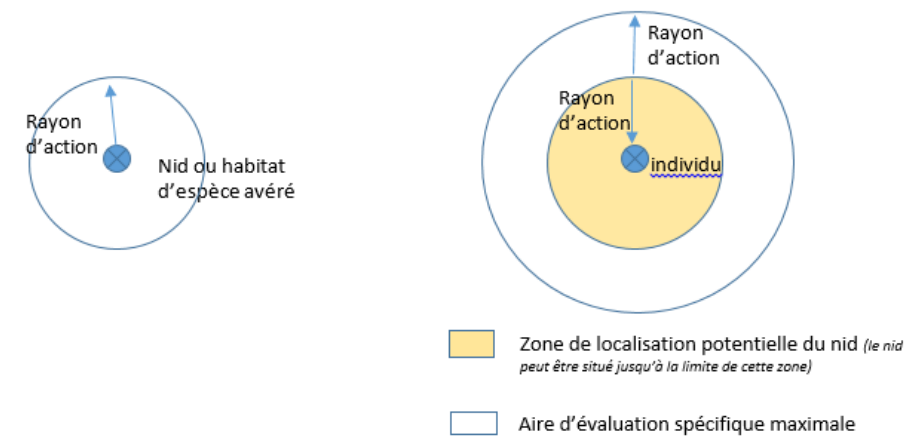 Rayon
d'action
Nid ou habitat
d'espèce avéré
Rayon
d'action
Rayon
d'action
individu
Zone de localisation potentielle du nid (le nid
peut être situé jusqu'à la limite de cette zone)
Aire d'évaluation spécifique maximale